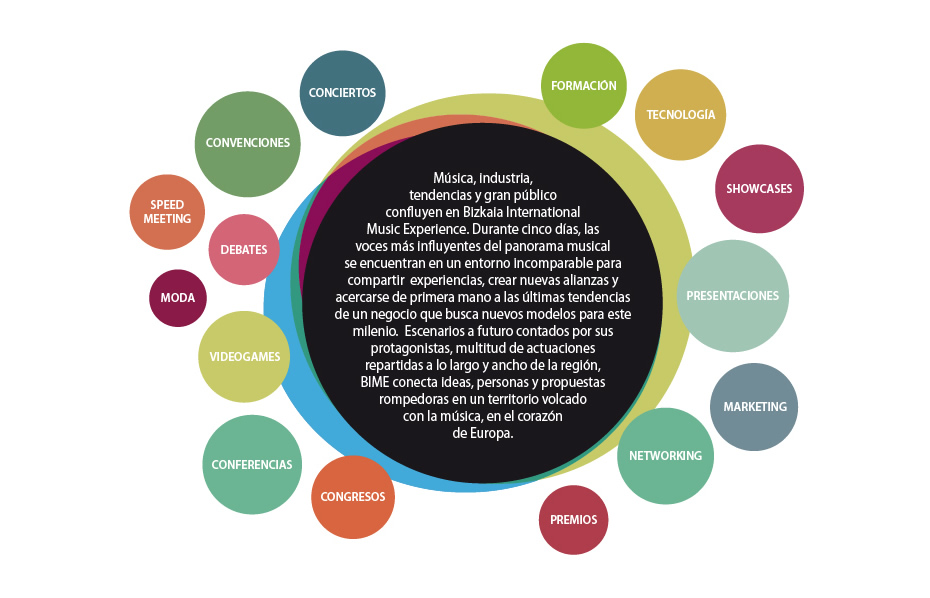 CONCIERTOS
FORMACIÓN
TECNOLOGÍA
CONVENCIONES
SHOWCASES
SPEED
MEETING
DEBATES
MODA
PRESENTACIONES
VIDEOGAMES
MARKETING
CONFERENCIAS
NETWORKING
CONGRESOS
PREMIOS
Música, industria,
tendencias y gran público
confluyen en Bizkaia International
Music Experience. Durante cinco días, las
voces más influyentes del panorama musical
se encuentran en un entorno incomparable para
compartir experiencias, crear nuevas alianzas y
acercarse de primera mano a las últimas tendencias
de un negocio que busca nuevos modelos para este
milenio. Escenarios a futuro contados por sus
protagonistas, multitud de actuaciones
repartidas a lo largo y ancho de la región,
BIME conecta ideas, personas y propuestas
rompedoras en un territorio volcado
con la música, en el corazón
de Europa.